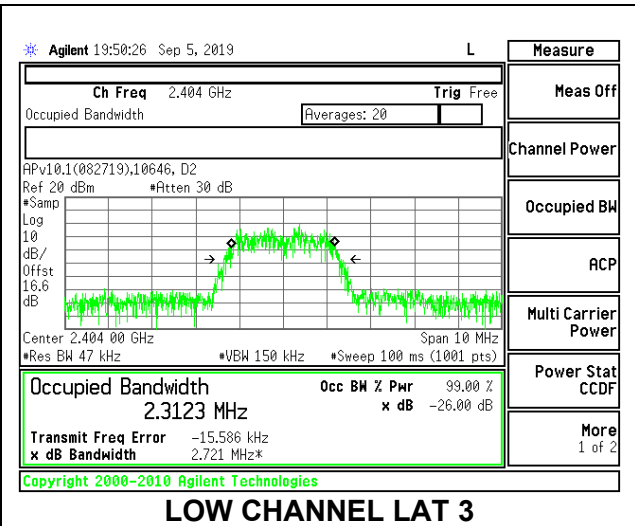 Agilent 19:50:26 Sep 5, 2019 L
Measure
Ch Freq 2.404 GHz Trig Free
Meas Off
Occupied Bandwidth Averages: 20
Channel Power
APv10.1(082719),10646, D2
Ref 20 dBm #Atten 30 dB
Occupied BW
#Samp
Log
10
dB/
Offst
16.6
dB
ACP
Multi Carrier
Power
Center 2.404 00 GHz Span 10 MHz
#Res BW 47 kHz #VBW 150 kHz #Sweep 100 ms (1001 pts)
Power Stat
CCDF
Occupied Bandwidth Occ BW % Pwr 99.00 %
2.3123 MHz x dB -26.00 dB
Transmit Freq Error -15.586 kHz
x dB Bandwidth 2.721 MHz*
More
1 of 2
Copyright 2000-2010 Agilent Technologies
LOW CHANNEL LAT 3